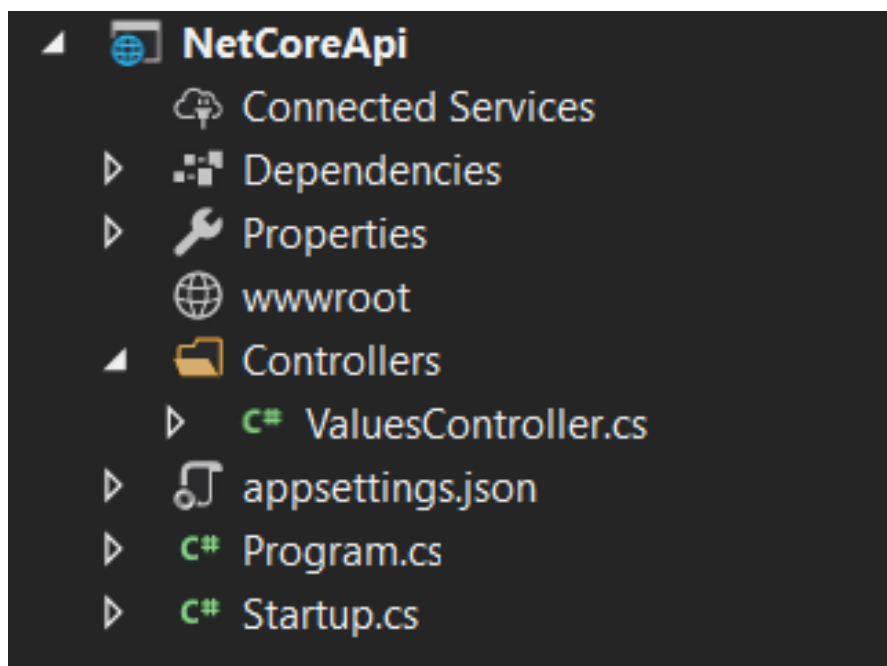 NetCoreApi
Connected Services
Dependencies
Properties
wwwroot
Controllers
C# ValuesController.cs
appsettings.json
C# Program.cs
C# Startup.cs